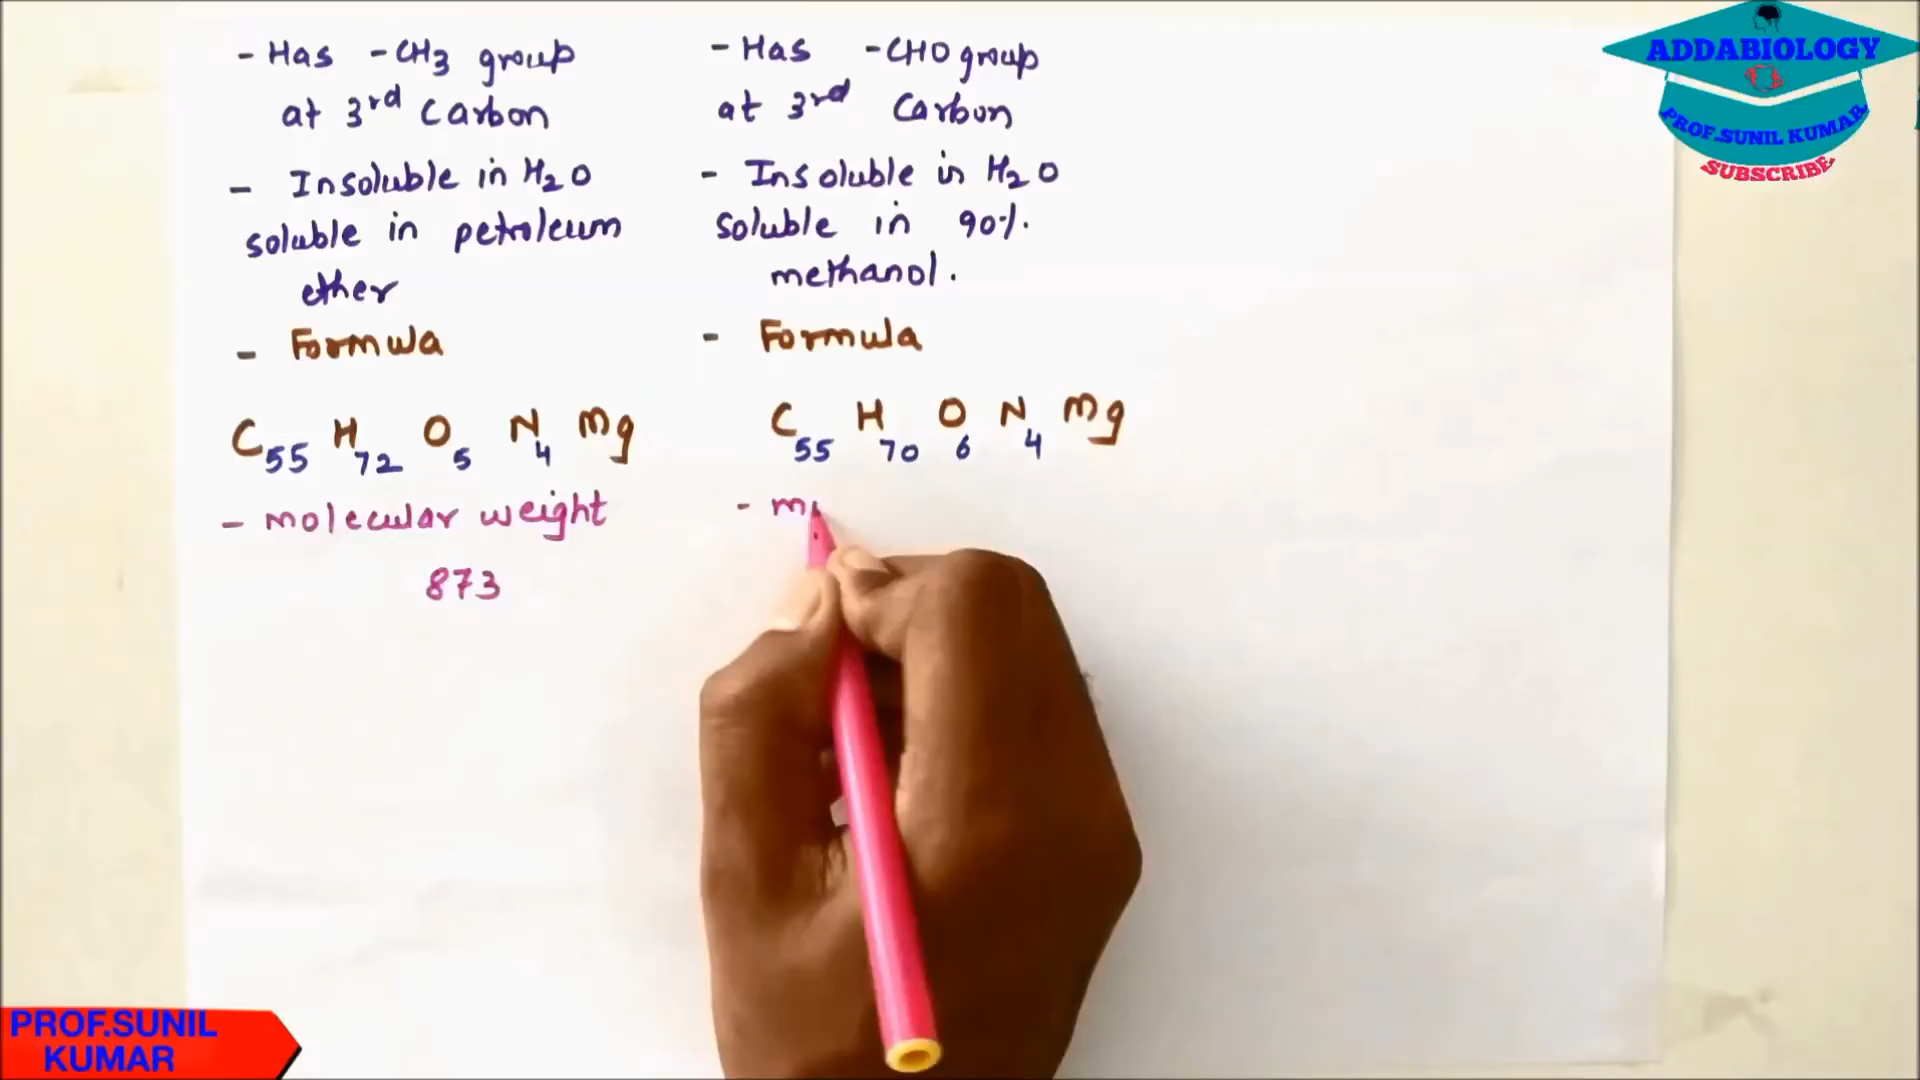 - Has -CH3 group
at 3rd Carbon
- Insoluble in H2O
soluble in petroleum
ether
- Formula
C55 H72 O5 N4 Mg
- molecular weight
873
- Has -CHO group
at 3rd Carbon
- Insoluble in H2O
soluble in 90%.
methanol.
- Formula
C55 H70 O6 N4 Mg
- m
ADDABIOLOGY
PROF.SUNIL KUMAR
SUBSCRIBE
PROF.SUNIL
KUMAR